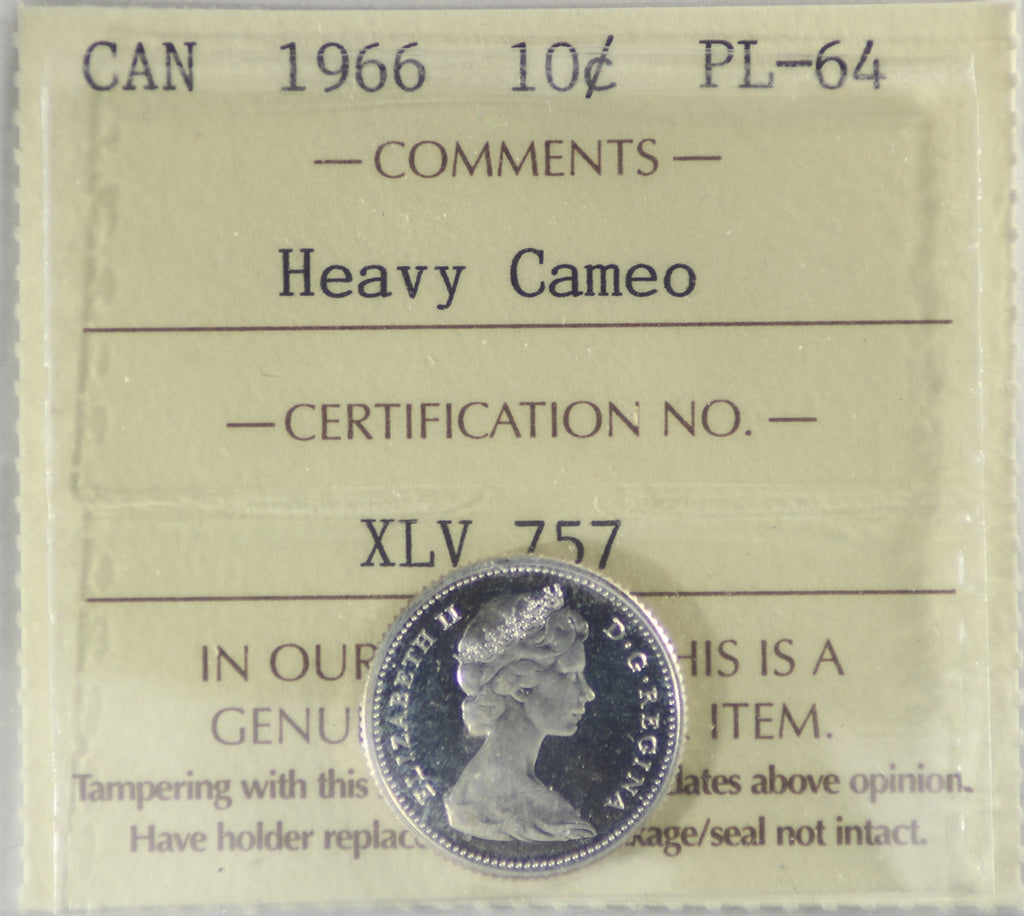 CAN 1966 10¢ PL-64
— COMMENTS —
Heavy Cameo
— CERTIFICATION NO. —
XLV 757
IN OUR HIS IS A
GENU ITEM.
Tampering with this dates above opinion.
Have holder replac kage/seal not intact.
ELIZABETH II D·G·REGINA